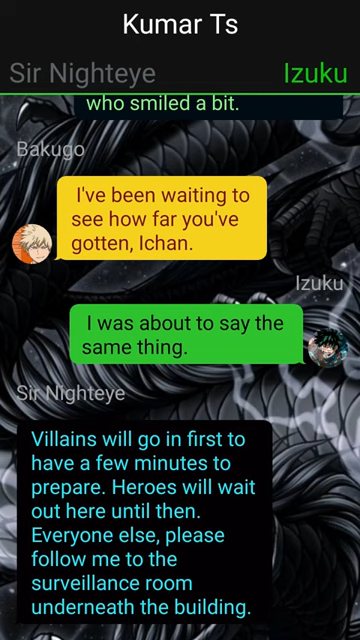 Kumar Ts
Sir Nighteye Izuku
who smiled a bit.
Bakugo
I've been waiting to
see how far you've
gotten, Ichan.
Izuku
I was about to say the
same thing.
Sir Nighteye
Villains will go in first to
have a few minutes to
prepare. Heroes will wait
out here until then.
Everyone else, please
follow me to the
surveillance room
underneath the building.